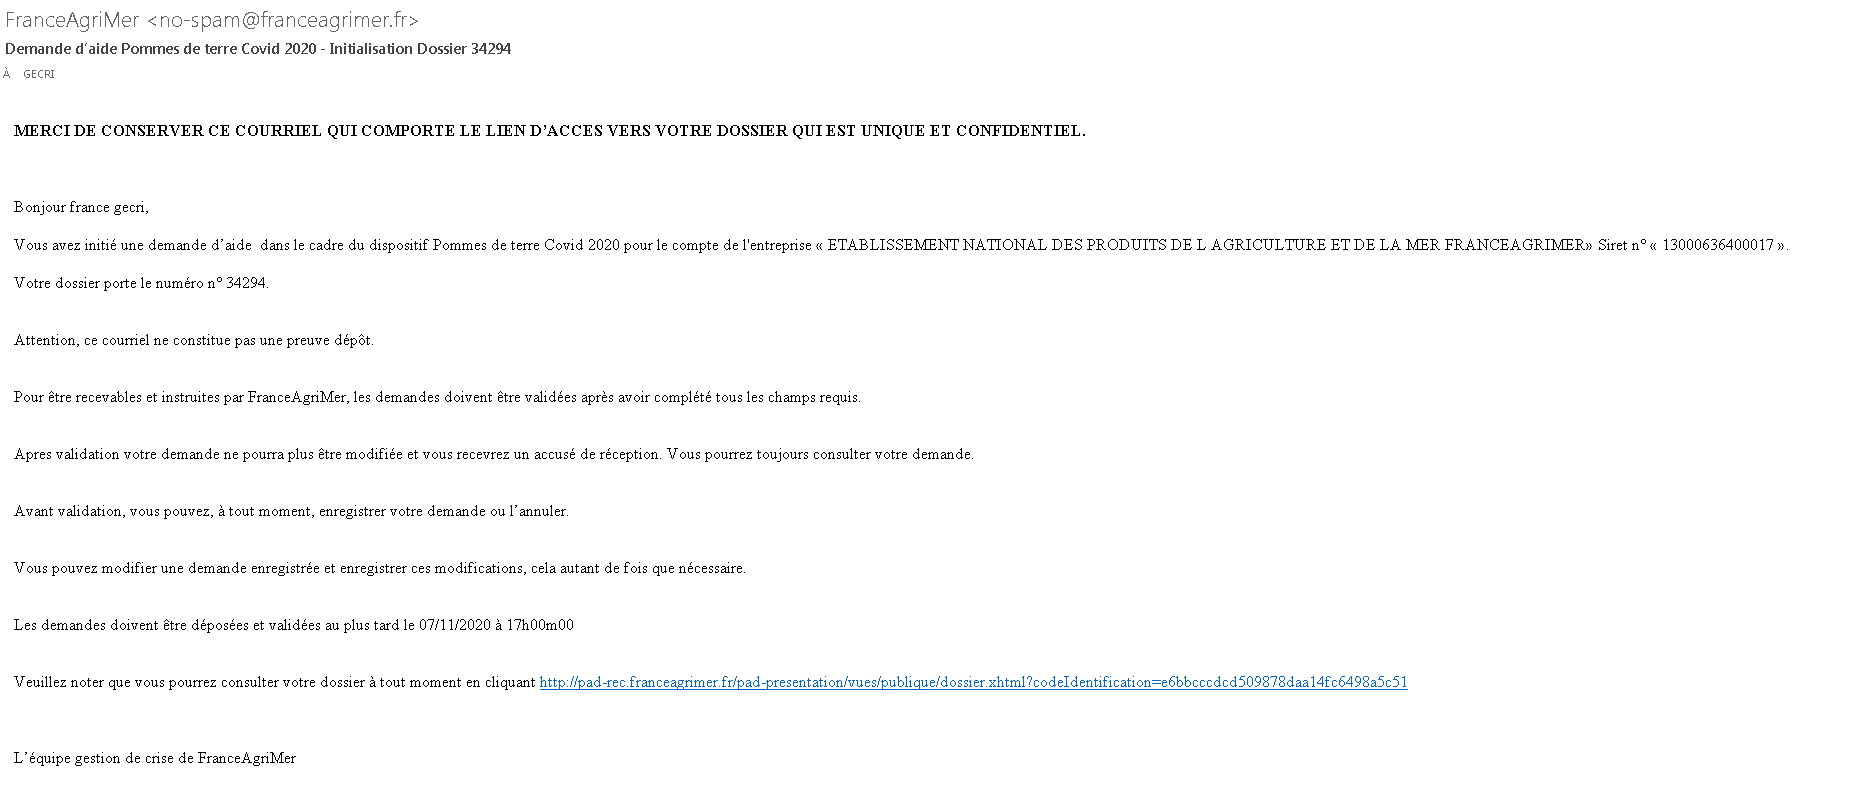 FranceAgriMer <no-spam@franceagrimer.fr>
Demande d'aide Pommes de terre Covid 2020 - Initialisation Dossier 34294
À GECRI
MERCI DE CONSERVER CE COURRIEL QUI COMPORTE LE LIEN D’ACCES VERS VOTRE DOSSIER QUI EST UNIQUE ET CONFIDENTIEL.
Bonjour france gecri,
Vous avez initié une demande d’aide  dans le cadre du dispositif Pommes de terre Covid 2020 pour le compte de l'entreprise « ETABLISSEMENT NATIONAL DES PRODUITS DE L AGRICULTURE ET DE LA MER FRANCEAGRIMER» Siret n° « 13000636400017 ».
Votre dossier porte le numéro n° 34294.
Attention, ce courriel ne constitue pas une preuve dépôt.
Pour être recevables et instruites par FranceAgriMer, les demandes doivent être validées après avoir complété tous les champs requis.
Apres validation votre demande ne pourra plus être modifiée et vous recevrez un accusé de réception. Vous pourrez toujours consulter votre demande.
Avant validation, vous pouvez, à tout moment, enregistrer votre demande ou l’annuler.
Vous pouvez modifier une demande enregistrée et enregistrer ces modifications, cela autant de fois que nécessaire.
Les demandes doivent être déposées et validées au plus tard le 07/11/2020 à 17h00m00
Veuillez noter que vous pourrez consulter votre dossier à tout moment en cliquant http://pad-rec.franceagrimer.fr/pad-presentation/vues/publique/dossier.xhtml?codeIdentification=e6bbcccdcd509878daa14fc6498a5c51
L’équipe gestion de crise de FranceAgriMer